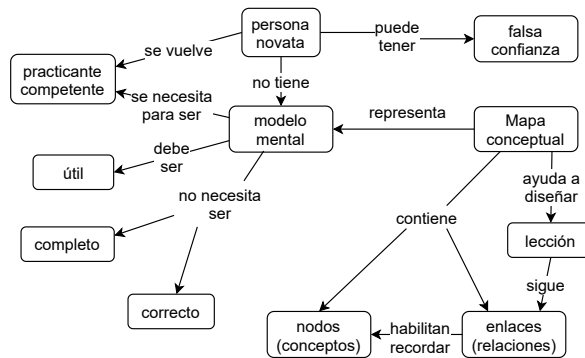 persona
novata
puede
tener
falsa
confianza
se vuelve
practicante
competente
no tiene
se necesita
para ser
modelo
mental
representa
Mapa
conceptual
debe
ser
útil
ayuda a
diseñar
no necesita
ser
contiene
completo
lección
sigue
correcto
nodos
(conceptos)
habilitan
recordar
enlaces
(relaciones)